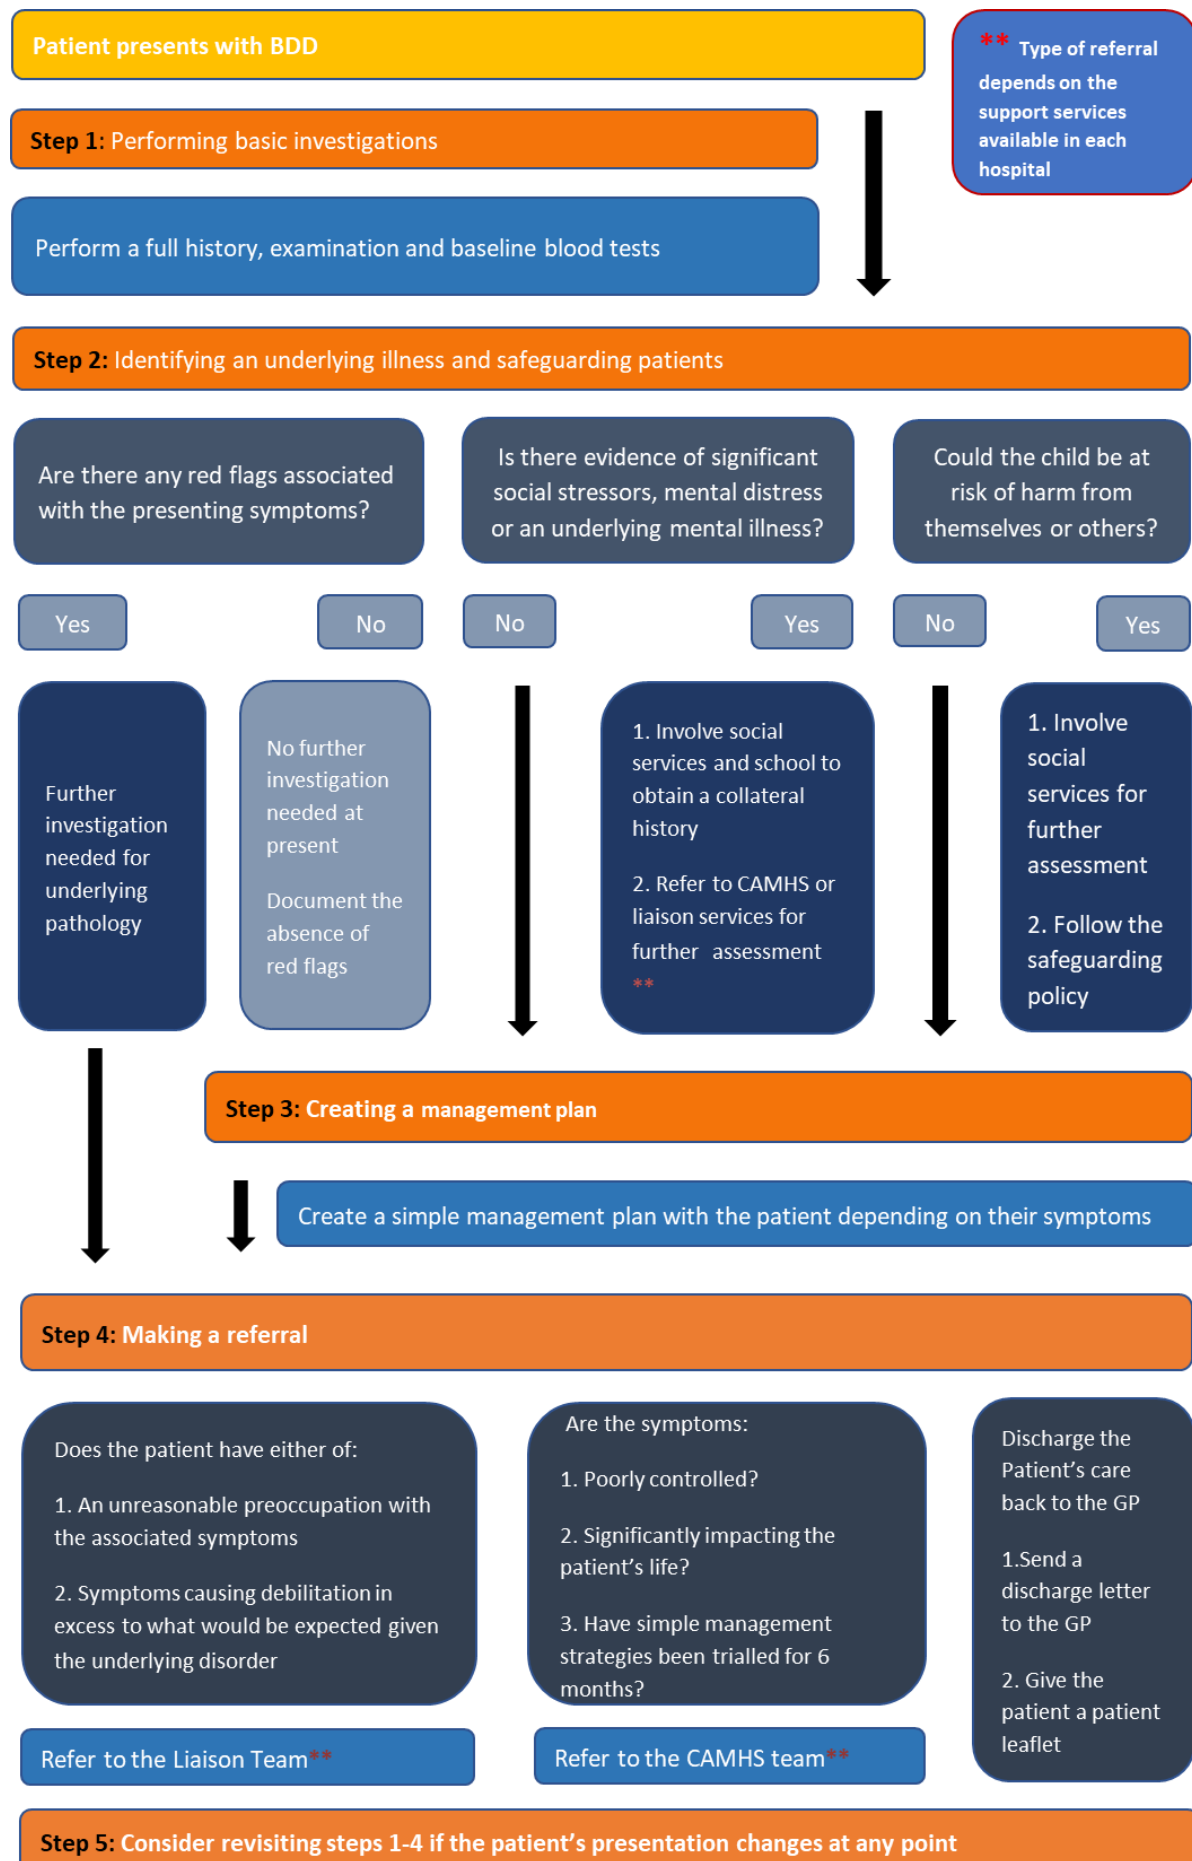 Patient presents with BDD
** Type of referral
depends on the
support services
available in each
hospital
Step 1: Performing basic investigations
Perform a full history, examination and baseline blood tests
Step 2: Identifying an underlying illness and safeguarding patients
Are there any red flags associated
with the presenting symptoms?
Is there evidence of significant
social stressors, mental distress
or an underlying mental illness?
Could the child be at
risk of harm from
themselves or others?
Yes
No
No
Yes
No
Yes
Further
investigation
needed for
underlying
pathology
No further
investigation
needed at
present
Document the
absence of
red flags
1. Involve social
services and school to
obtain a collateral
history
2. Refer to CAMHS or
liaison services for
further assessment
**
1. Involve
social
services for
further
assessment
2. Follow the
safeguarding
policy
Step 3: Creating a management plan
Create a simple management plan with the patient depending on their symptoms
Step 4: Making a referral
Does the patient have either of:
1. An unreasonable preoccupation with
the associated symptoms
2. Symptoms causing debilitation in
excess to what would be expected given
the underlying disorder
Refer to the Liaison Team**
Are the symptoms:
1. Poorly controlled?
2. Significantly impacting the
patient's life?
3. Have simple management
strategies been trialled for 6
months?
Refer to the CAMHS team**
Discharge the
Patient's care
back to the GP
1.Send a
discharge letter
to the GP
2. Give the
patient a patient
leaflet
Step 5: Consider revisiting steps 1-4 if the patient's presentation changes at any point